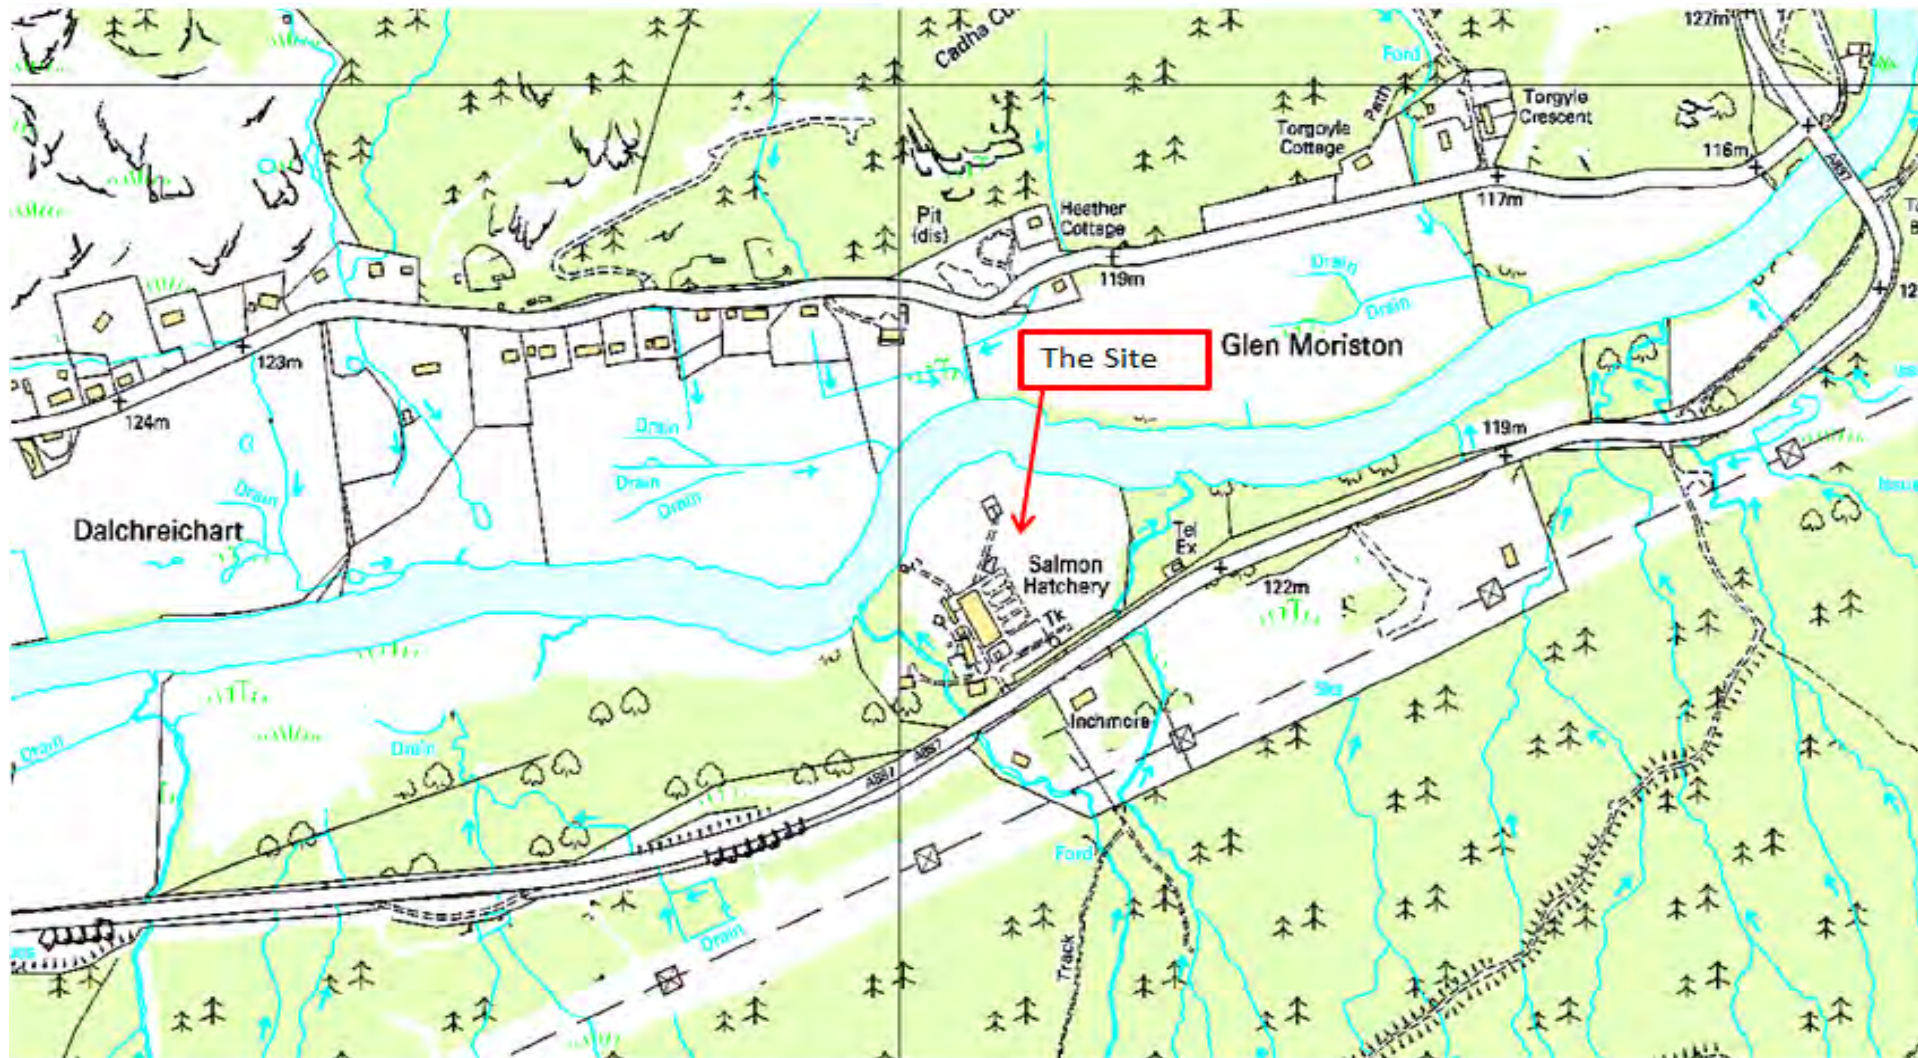 127m
Cadha
Ford
Path
Torgyle
Crescent
Torgoyle
Cottage
116m
A887
117m
Pit
(dis)
Heather
Cottage
119m
Drain
Drain
The Site
Glen Moriston
123m
124m
Drain
Drain
Drain
Drain
119m
Dalchreichart
Tel
Ex
Salmon
Hatchery
122m
Tk
Inchmore
Drain
Drain
A887
A887
Ford
Drain
Track